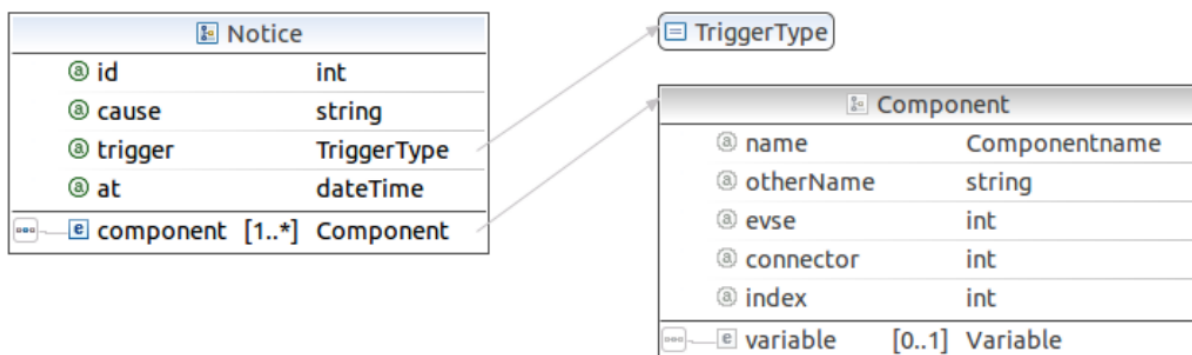 Notice
id int
cause string
trigger TriggerType
at dateTime
component [1..*] Component
TriggerType
Component
name Componentname
otherName string
evse int
connector int
index int
variable [0..1] Variable